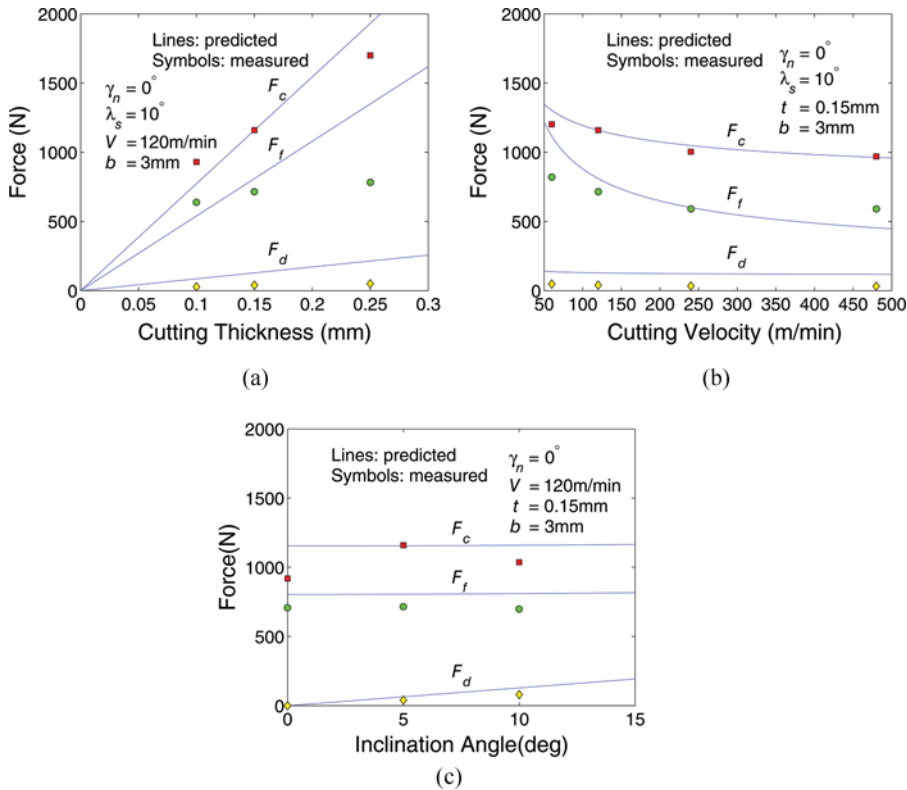 2000
1500
1000
500
0
Force (N)
Lines: predicted
Symbols: measured
γn = 0°
λs = 10°
V = 120m/min
b = 3mm
Fc
Ff
Fd
0 0.05 0.1 0.15 0.2 0.25 0.3
Cutting Thickness (mm)
(a)
2000
1500
1000
500
0
Force (N)
Lines: predicted
Symbols: measured
γn = 0°
λs = 10°
t = 0.15mm
b = 3mm
Fc
Ff
Fd
50 100 150 200 250 300 350 400 450 500
Cutting Velocity (m/min)
(b)
2000
1500
1000
500
0
Force(N)
Lines: predicted
Symbols: measured
γn = 0°
V = 120m/min
t = 0.15mm
b = 3mm
Fc
Ff
Fd
0 5 10 15
Inclination Angle(deg)
(c)